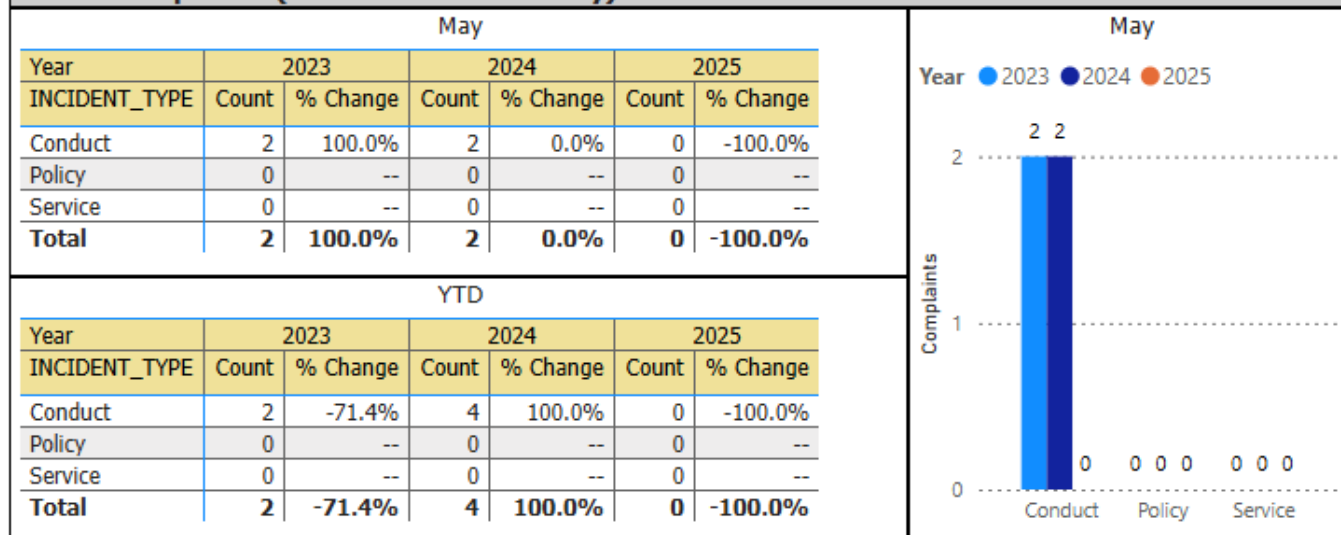 May
Year 2023 2024 2025
INCIDENT_TYPE Count % Change Count % Change Count % Change
Conduct 2 100.0% 2 0.0% 0 -100.0%
Policy 0 -- 0 -- 0 --
Service 0 -- 0 -- 0 --
Total 2 100.0% 2 0.0% 0 -100.0%
YTD
Year 2023 2024 2025
INCIDENT_TYPE Count % Change Count % Change Count % Change
Conduct 2 -71.4% 4 100.0% 0 -100.0%
Policy 0 -- 0 -- 0 --
Service 0 -- 0 -- 0 --
Total 2 -71.4% 4 100.0% 0 -100.0%
May
Year 2023 2024 2025
2 2
2
Complaints
1
0 0 0 0 0 0 0
0
Conduct Policy Service